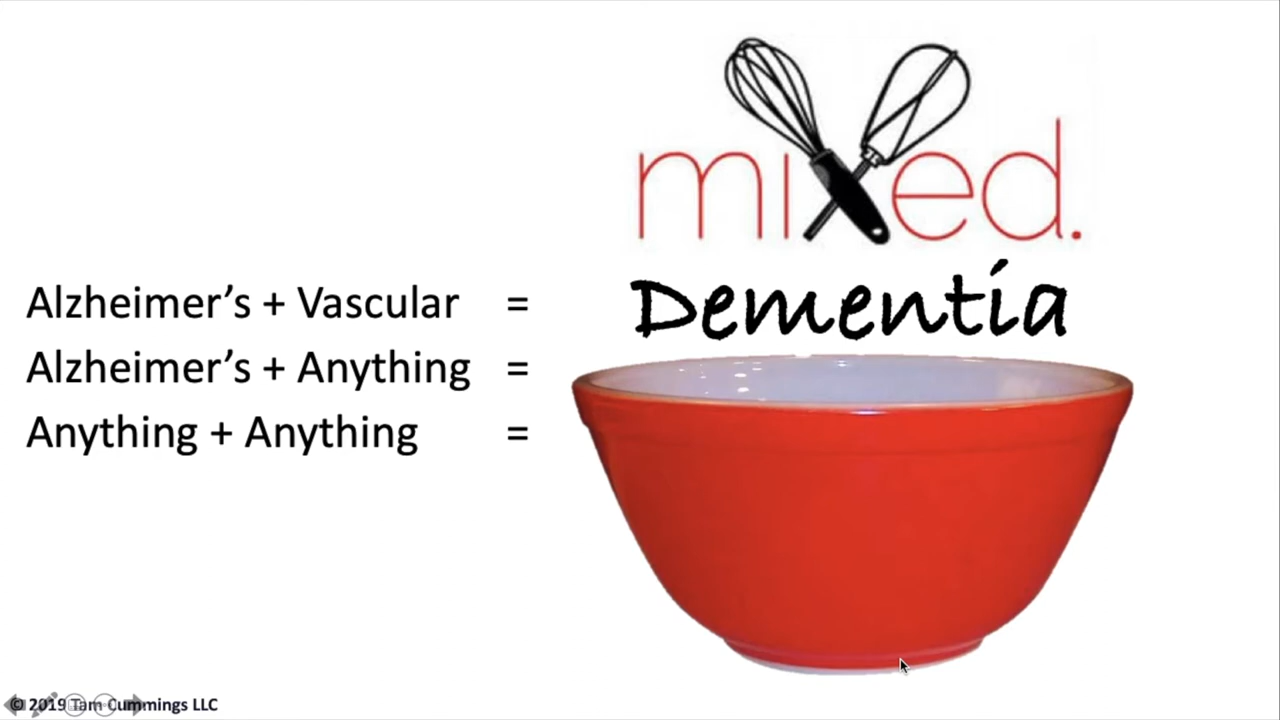 mixed.
Dementia
Alzheimer’s + Vascular =
Alzheimer’s + Anything =
Anything + Anything =
© 2019 Tam Cummings LLC